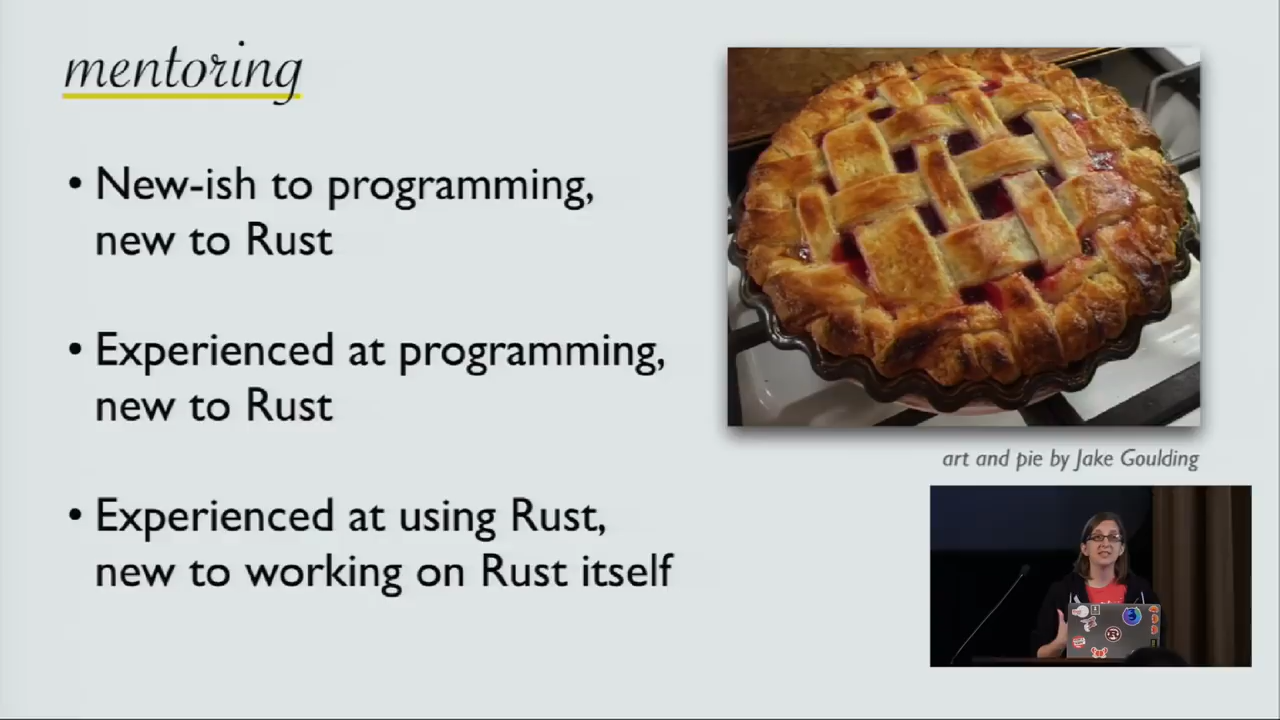 mentoring
• New-ish to programming,
new to Rust
• Experienced at programming,
new to Rust
• Experienced at using Rust,
new to working on Rust itself
art and pie by Jake Goulding